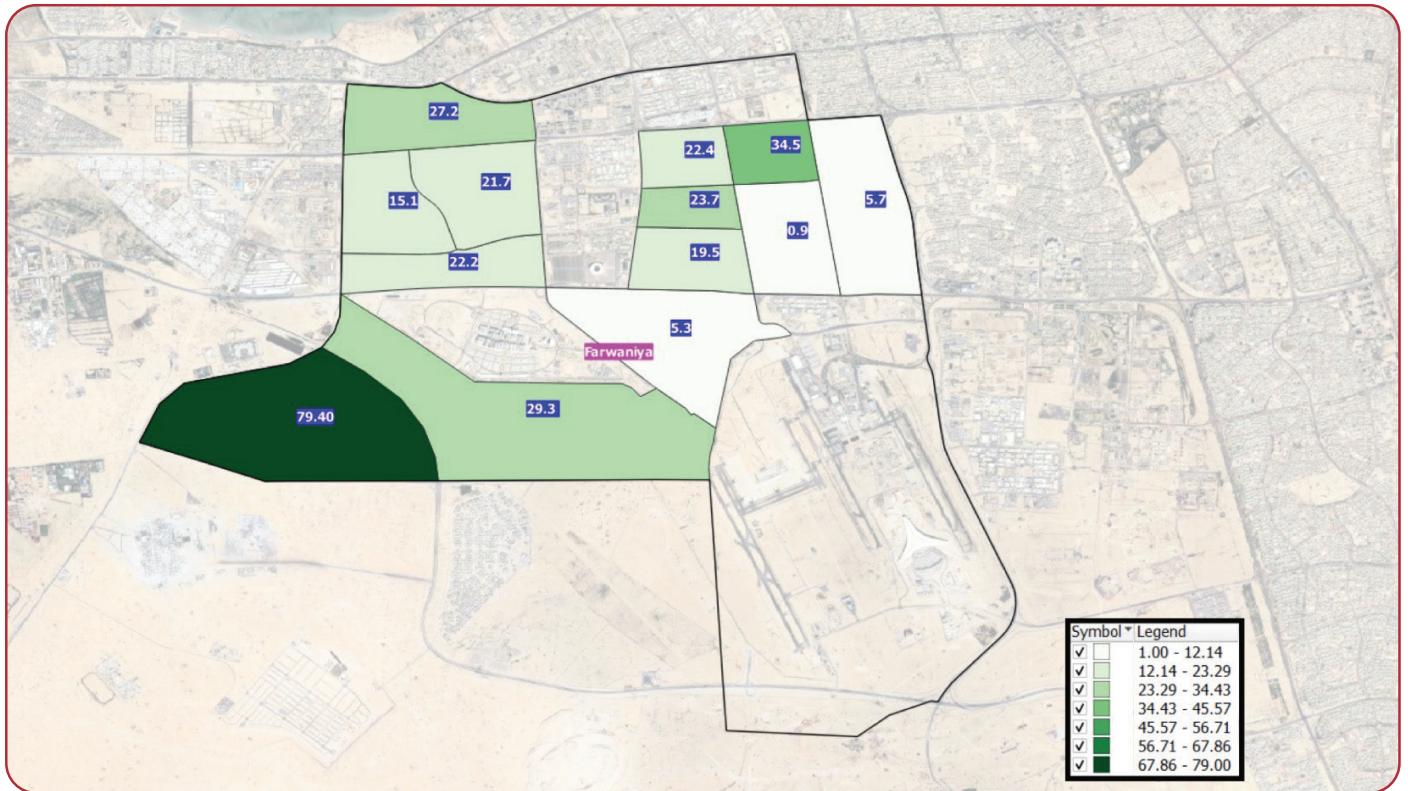 27.2
22.4
34.5
21.7
15.1
23.7
5.7
0.9
19.5
22.2
5.3
Farwaniya
29.3
79.40
Symbol Legend
1.00 - 12.14
12.14 - 23.29
23.29 - 34.43
34.43 - 45.57
45.57 - 56.71
56.71 - 67.86
67.86 - 79.00